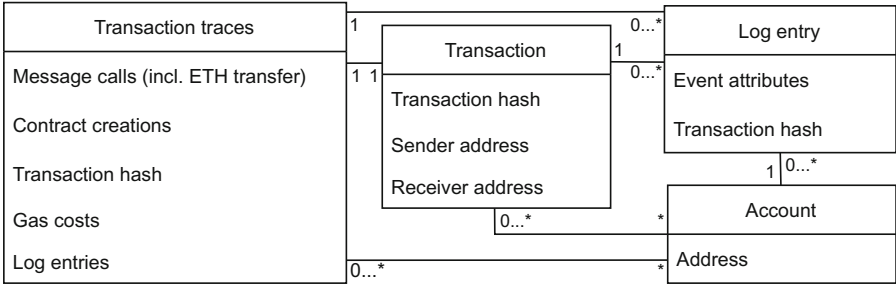 Transaction traces
Message calls (incl. ETH transfer)
Contract creations
Transaction hash
Gas costs
Log entries
1
0...*
1
1
Transaction
Transaction hash
Sender address
Receiver address
1
0...*
Log entry
Event attributes
Transaction hash
1
0...*
0...*
*
Account
Address
0...*
*